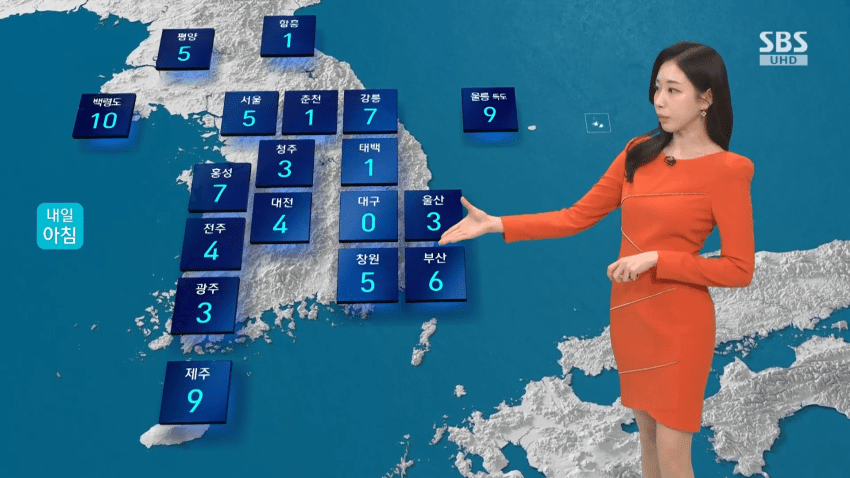 함흥
1
평양
5
SBS
UHD
백령도
10
서울
5
춘천
1
강릉
7
울릉 독도
9
청주
3
태백
1
홍성
7
대전
4
대구
0
울산
3
내일
아침
전주
4
창원
5
부산
6
광주
3
제주
9